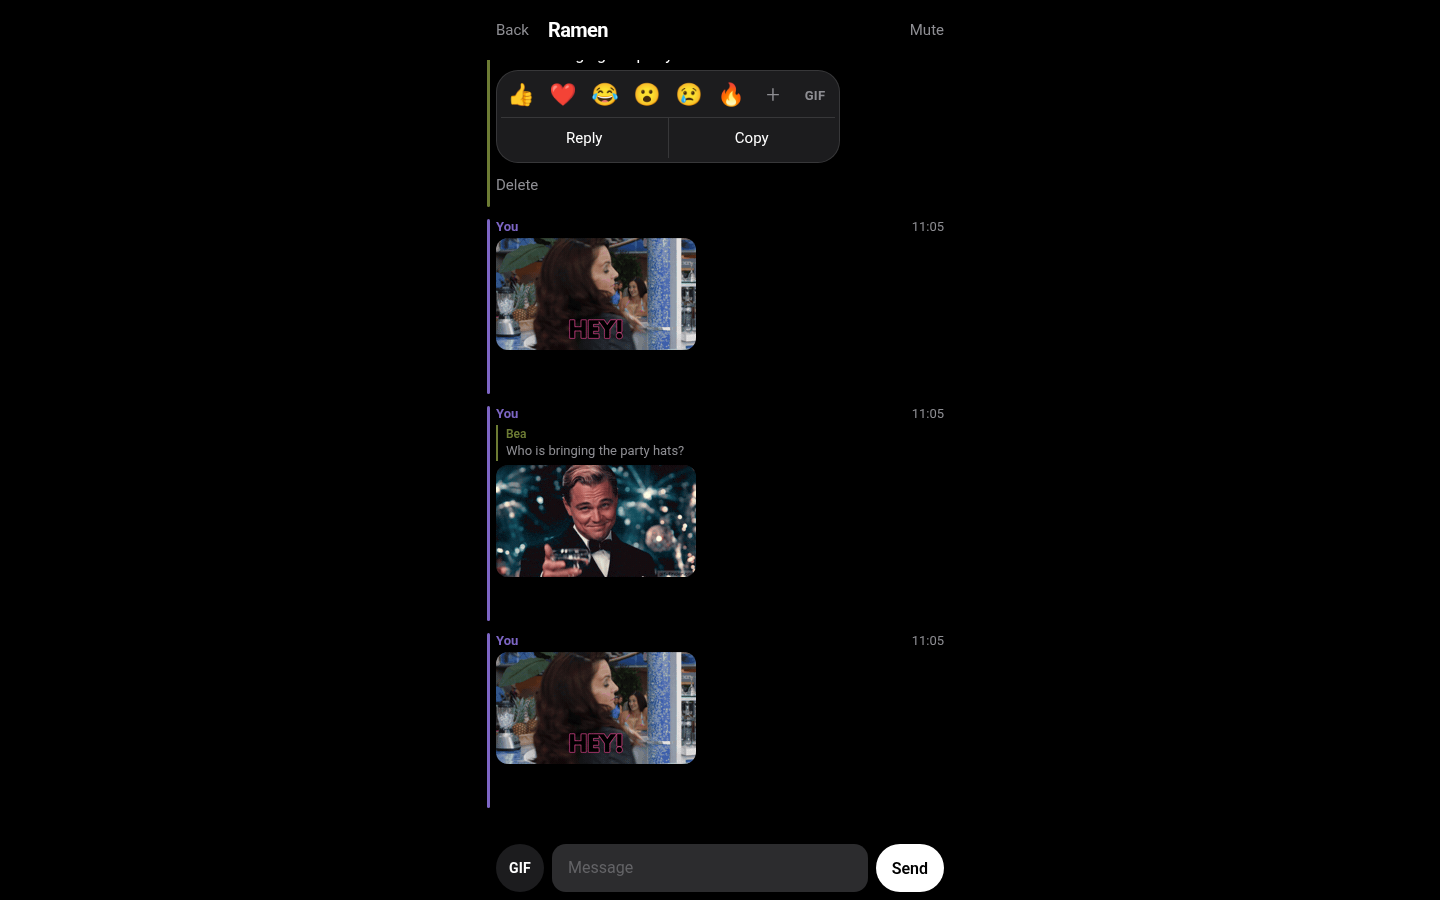 Back Ramen Mute
GIF
Reply Copy
Delete
You 11:05
HEY!
You 11:05
Bea
Who is bringing the party hats?
You 11:05
HEY!
GIF Message Send